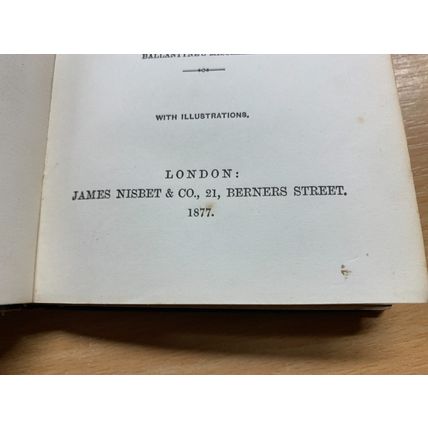 WITH ILLUSTRATIONS.
LONDON:
JAMES NISBET & CO., 21, BERNERS STREET.
1877.